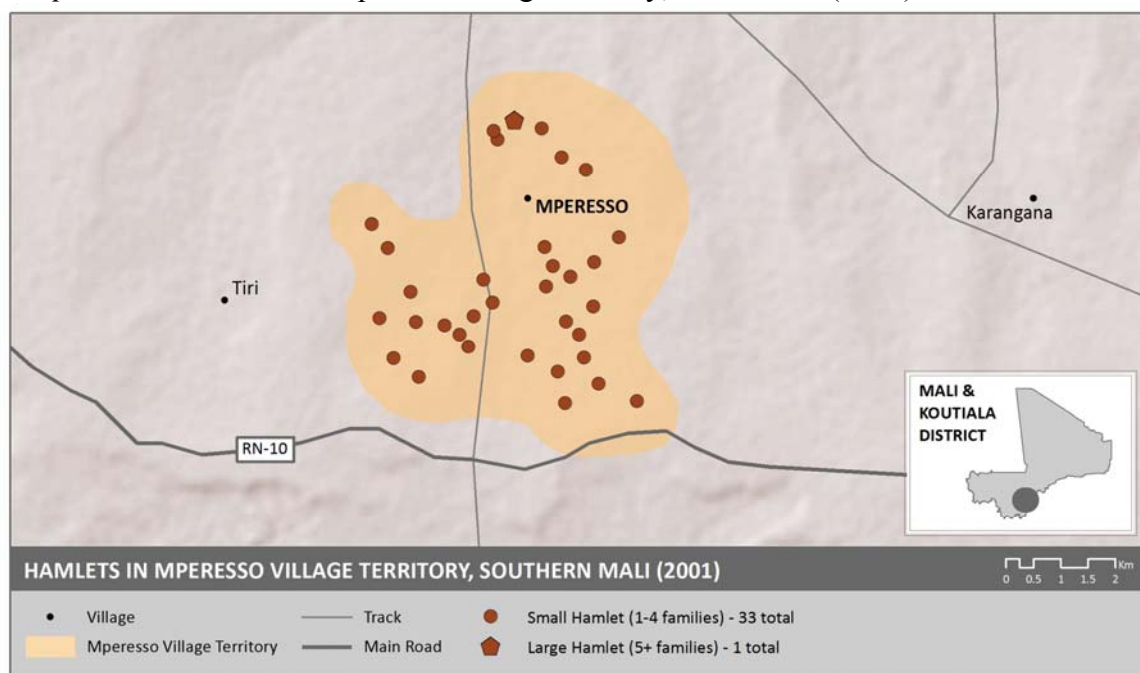 MPERESSO
Karangana
Tiri
RN-10
MALI &
KOUTIALA
DISTRICT
HAMLETS IN MPERESSO VILLAGE TERRITORY, SOUTHERN MALI (2001)
Km
0 0.5 1 1.5 2
Village
Track
Small Hamlet (1-4 families) - 33 total
Mperesso Village Territory
Main Road
Large Hamlet (5+ families) - 1 total